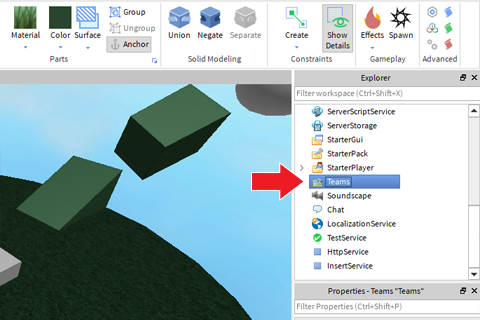 Material
Color
Surface
Group
Ungroup
Anchor
Parts
Union
Negate
Separate
Solid Modeling
Create
Show
Details
Constraints
Effects
Spawn
Gameplay
Advanced
Explorer
Filter workspace (Ctrl+Shift+X)
ServerScriptService
ServerStorage
StarterGui
StarterPack
StarterPlayer
Teams
Soundscape
Chat
LocalizationService
TestService
HttpService
InsertService
Properties - Teams "Teams"
Filter Properties (Ctrl+Shift+P)